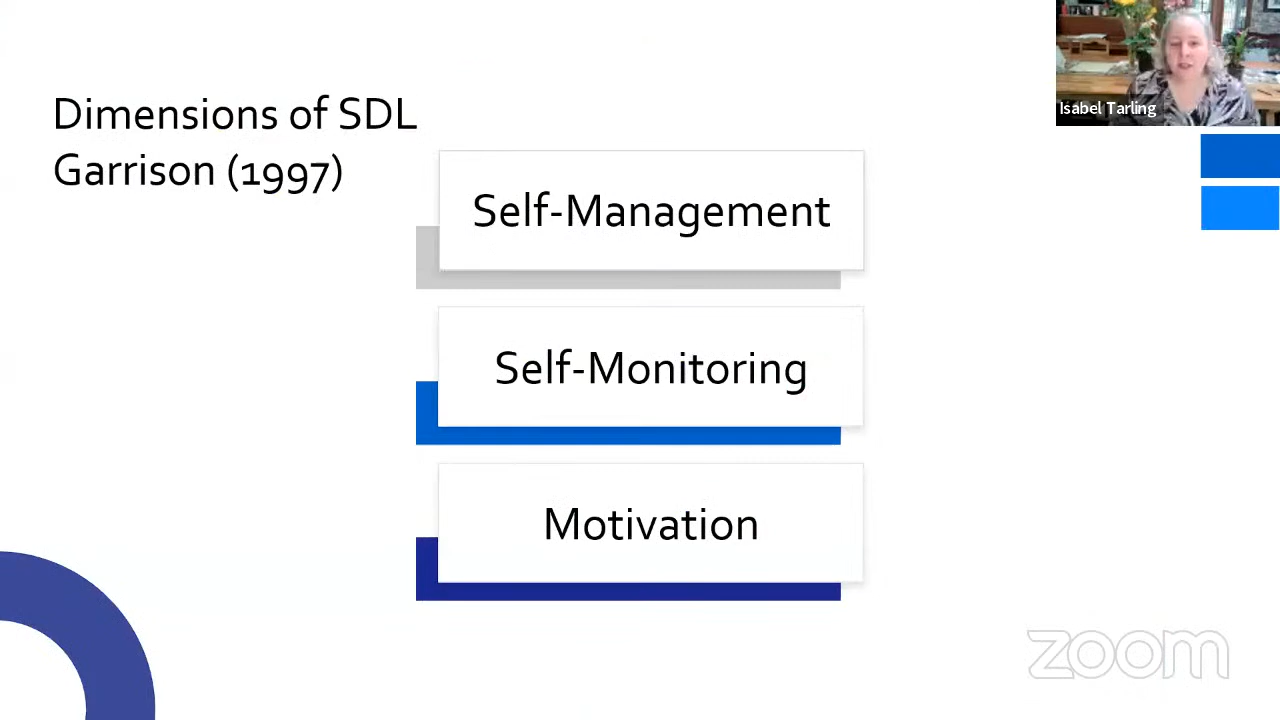 Dimensions of SDL
Garrison (1997)
Self-Management
Self-Monitoring
Motivation
Isabel Tarling
zoom